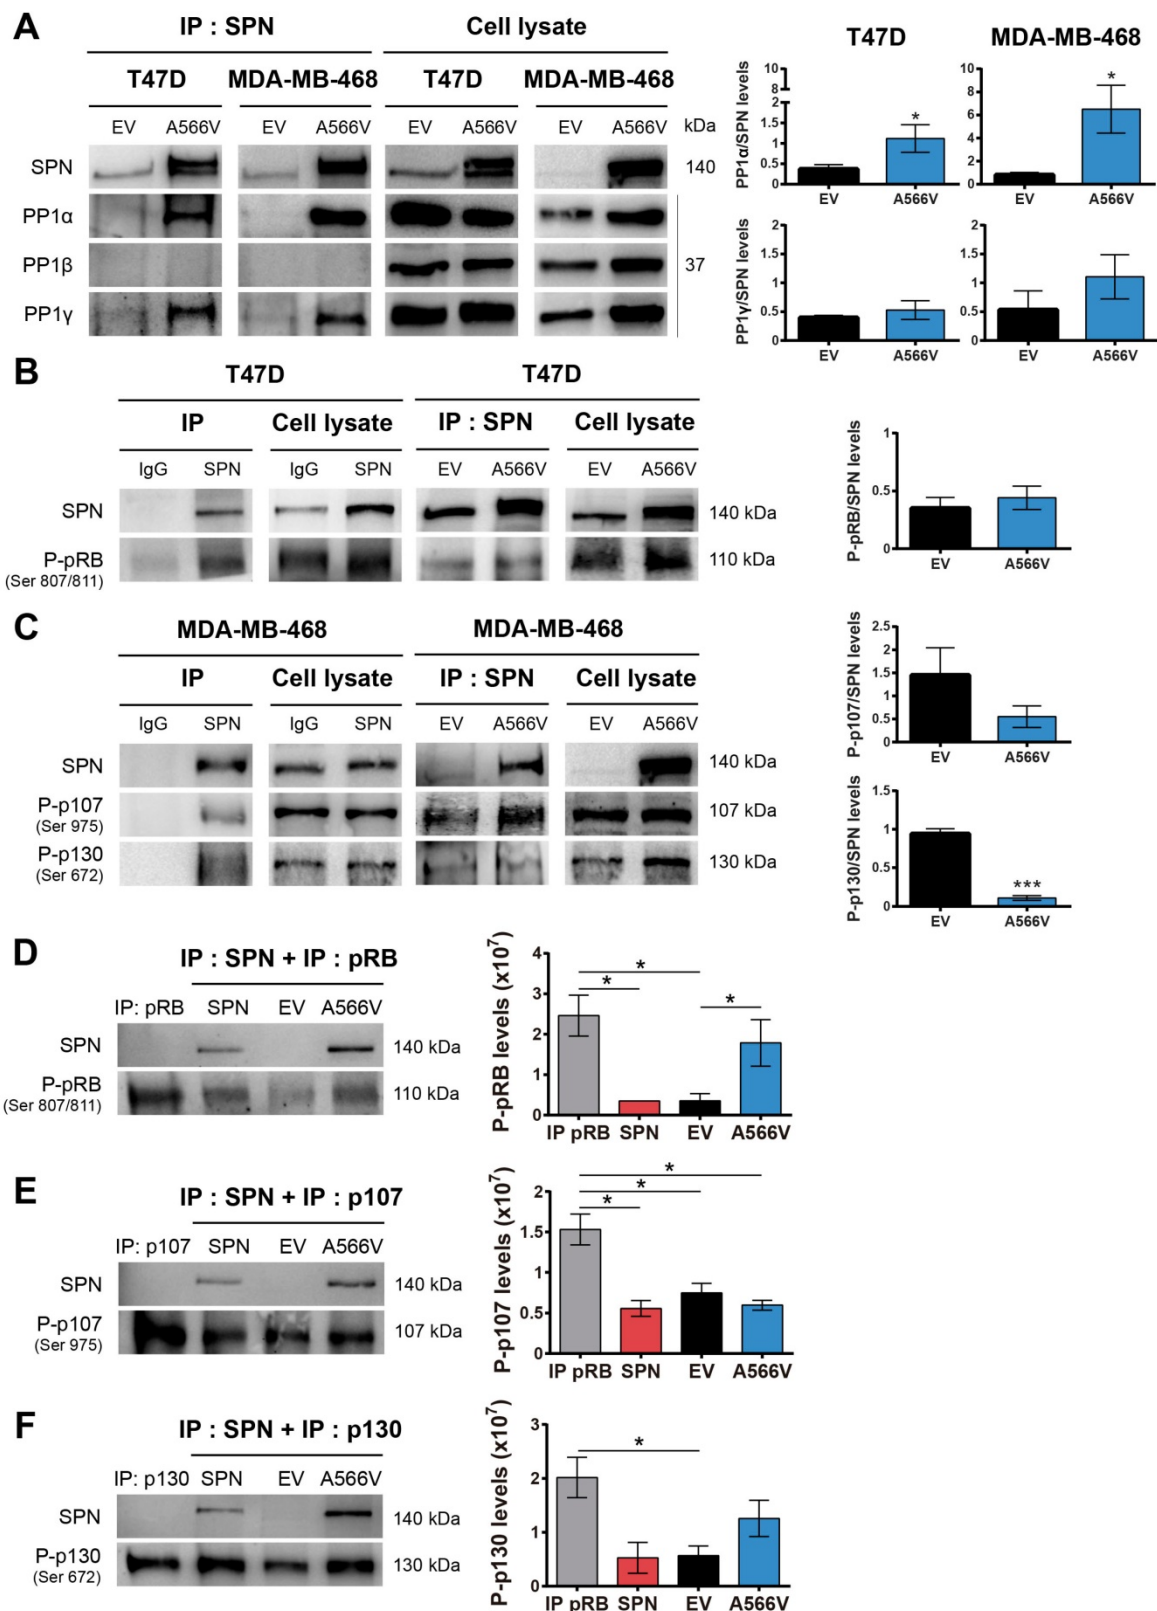 A
IP : SPN
Cell lysate
T47D
MDA-MB-468
T47D
MDA-MB-468
EV
A566V
EV
A566V
EV
A566V
EV
A566V
kDa
SPN
140
PP1α
PP1β
37
PP1γ
T47D
MDA-MB-468
PP1α/SPN levels
10
8
6
4
2
1.5
1
0.5
0
*
EV
A566V
10
8
6
4
2
0
*
EV
A566V
PP1γ/SPN levels
2
1.5
1
0.5
0
EV
A566V
2
1.5
1
0.5
0
EV
A566V
B
T47D
T47D
IP
Cell lysate
IP : SPN
Cell lysate
IgG
SPN
IgG
SPN
EV
A566V
EV
A566V
SPN
140 kDa
P-pRB
(Ser 807/811)
110 kDa
P-pRB/SPN levels
1
0.5
0
EV
A566V
C
MDA-MB-468
MDA-MB-468
IP
Cell lysate
IP : SPN
Cell lysate
IgG
SPN
IgG
SPN
EV
A566V
EV
A566V
SPN
140 kDa
P-p107
(Ser 975)
107 kDa
P-p130
(Ser 672)
130 kDa
P-p107/SPN levels
2.5
2
1.5
1
0.5
0
EV
A566V
P-p130/SPN levels
1.5
1
0.5
0
***
EV
A566V
D
IP : SPN + IP : pRB
IP: pRB
SPN
EV
A566V
SPN
140 kDa
P-pRB
(Ser 807/811)
110 kDa
P-pRB levels (x10⁷)
4
3
2
1
0
*
*
*
IP pRB
SPN
EV
A566V
E
IP : SPN + IP : p107
IP: p107
SPN
EV
A566V
SPN
140 kDa
P-p107
(Ser 975)
107 kDa
P-p107 levels (x10⁷)
2
1.5
1
0.5
0
*
*
*
IP pRB
SPN
EV
A566V
F
IP : SPN + IP : p130
IP: p130
SPN
EV
A566V
SPN
140 kDa
P-p130
(Ser 672)
130 kDa
P-p130 levels (x10⁷)
3
2
1
0
*
IP pRB
SPN
EV
A566V